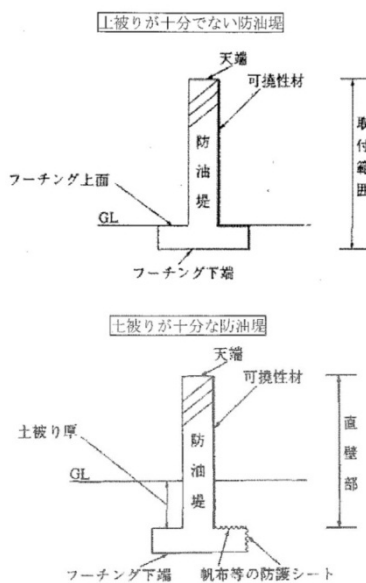 土被りが十分でない防油堤
天端
可撓性材
防油堤
取付範囲
フーチング上面
GL
フーチング下端
土被りが十分な防油堤
天端
可撓性材
土被り厚
防油堤
直壁部
GL
フーチング下端
帆布等の防護シート